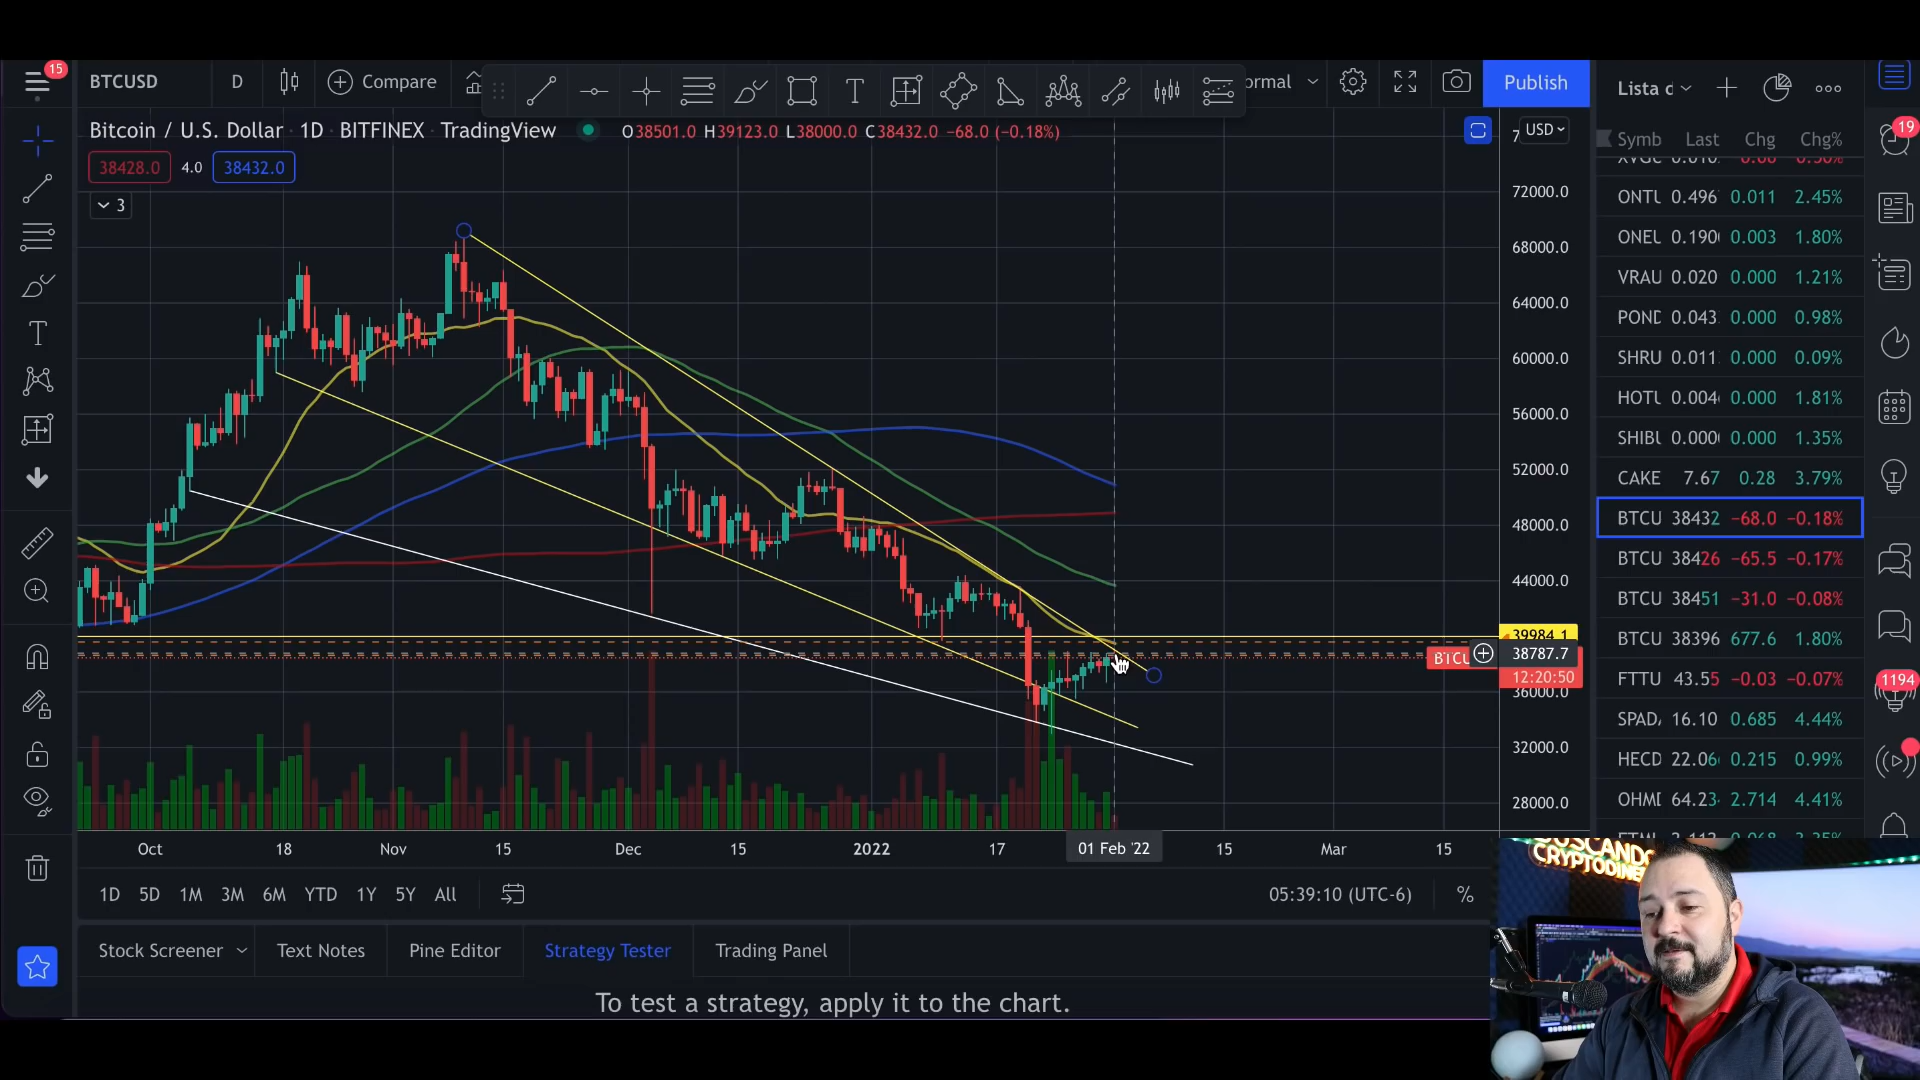 15
BTCUSD
D
Compare
ormal
Publish
Bitcoin / U.S. Dollar · 1D · BITFINEX · TradingView
O38501.0 H39123.0 L38000.0 C38432.0 −68.0 (−0.18%)
38428.0 4.0 38432.0
3
USD
72000.0
68000.0
64000.0
60000.0
56000.0
52000.0
48000.0
44000.0
39984.1
38787.7
BTCU
12:20:50
36000.0
32000.0
28000.0
Oct 18 Nov 15 Dec 15 2022 17 01 Feb '22 15 Mar 15
1D 5D 1M 3M 6M YTD 1Y 5Y All
05:39:10 (UTC-6) %
Stock Screener Text Notes Pine Editor Strategy Tester Trading Panel
To test a strategy, apply it to the chart.
Lista d
Symb Last Chg Chg%
ONTU 0.496 0.011 2.45%
ONEU 0.190 0.003 1.80%
VRAU 0.020 0.000 1.21%
POND 0.043 0.000 0.98%
SHRU 0.011 0.000 0.09%
HOTU 0.004 0.000 1.81%
SHIBU 0.000 0.000 1.35%
CAKE 7.67 0.28 3.79%
BTCU 38432 −68.0 −0.18%
BTCU 38426 −65.5 −0.17%
BTCU 38451 −31.0 −0.08%
BTCU 38396 677.6 1.80%
FTTU 43.55 −0.03 −0.07%
SPAD 16.10 0.685 4.44%
HECD 22.06 0.215 0.99%
OHMD 64.23 2.714 4.41%
19
1194
BUSCANDO
CRYPTODINE